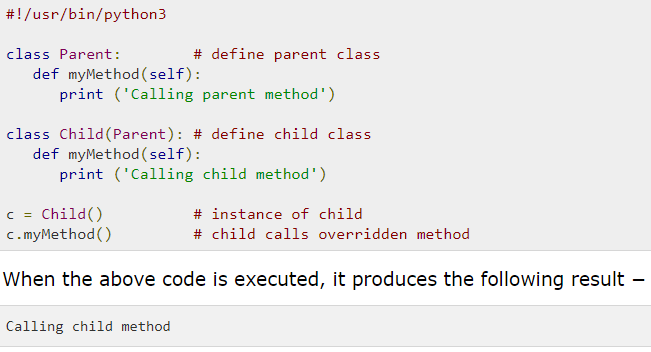 #!/usr/bin/python3
class Parent:        # define parent class
   def myMethod(self):
      print ('Calling parent method')
class Child(Parent): # define child class
   def myMethod(self):
      print ('Calling child method')
c = Child()          # instance of child
c.myMethod()         # child calls overridden method
When the above code is executed, it produces the following result −
Calling child method